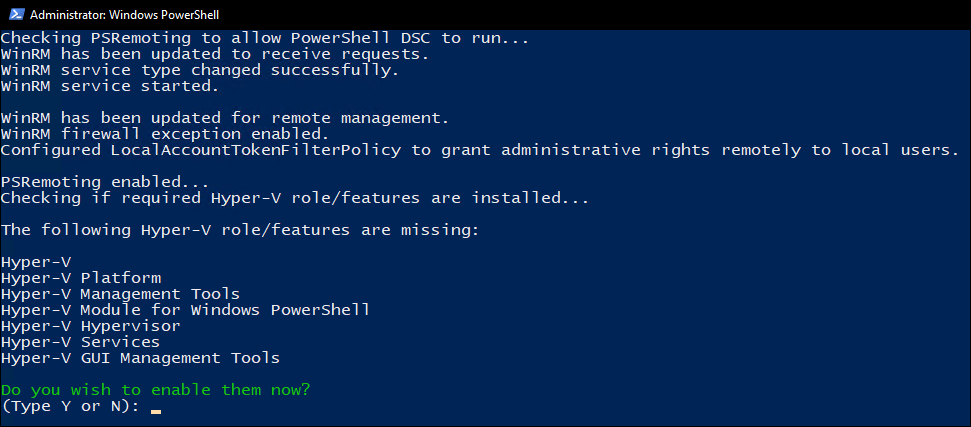 Administrator: Windows PowerShell
Checking PSRemoting to allow PowerShell DSC to run...
WinRM has been updated to receive requests.
WinRM service type changed successfully.
WinRM service started.
WinRM has been updated for remote management.
WinRM firewall exception enabled.
Configured LocalAccountTokenFilterPolicy to grant administrative rights remotely to local users.
PSRemoting enabled...
Checking if required Hyper-V role/features are installed...
The following Hyper-V role/features are missing:
Hyper-V
Hyper-V Platform
Hyper-V Management Tools
Hyper-V Module for Windows PowerShell
Hyper-V Hypervisor
Hyper-V Services
Hyper-V GUI Management Tools
Do you wish to enable them now?
(Type Y or N):